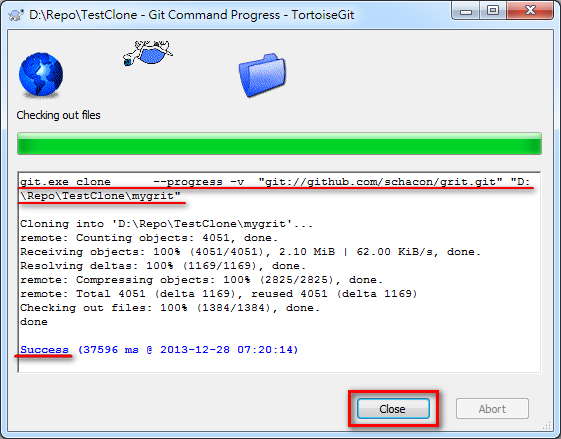 D:\Repo\TestClone - Git Command Progress - TortoiseGit
Checking out files
git.exe clone      --progress -v  "git://github.com/schacon/grit.git" "D:
\Repo\TestClone\mygrit"
Cloning into 'D:\Repo\TestClone\mygrit'...
remote: Counting objects: 4051, done.
Receiving objects: 100% (4051/4051), 2.10 MiB | 62.00 KiB/s, done.
Resolving deltas: 100% (1169/1169), done.
remote: Compressing objects: 100% (2825/2825), done.
remote: Total 4051 (delta 1169), reused 4051 (delta 1169)
Checking out files: 100% (1384/1384), done.
done
Success (37596 ms @ 2013-12-28 07:20:14)
Close
Abort